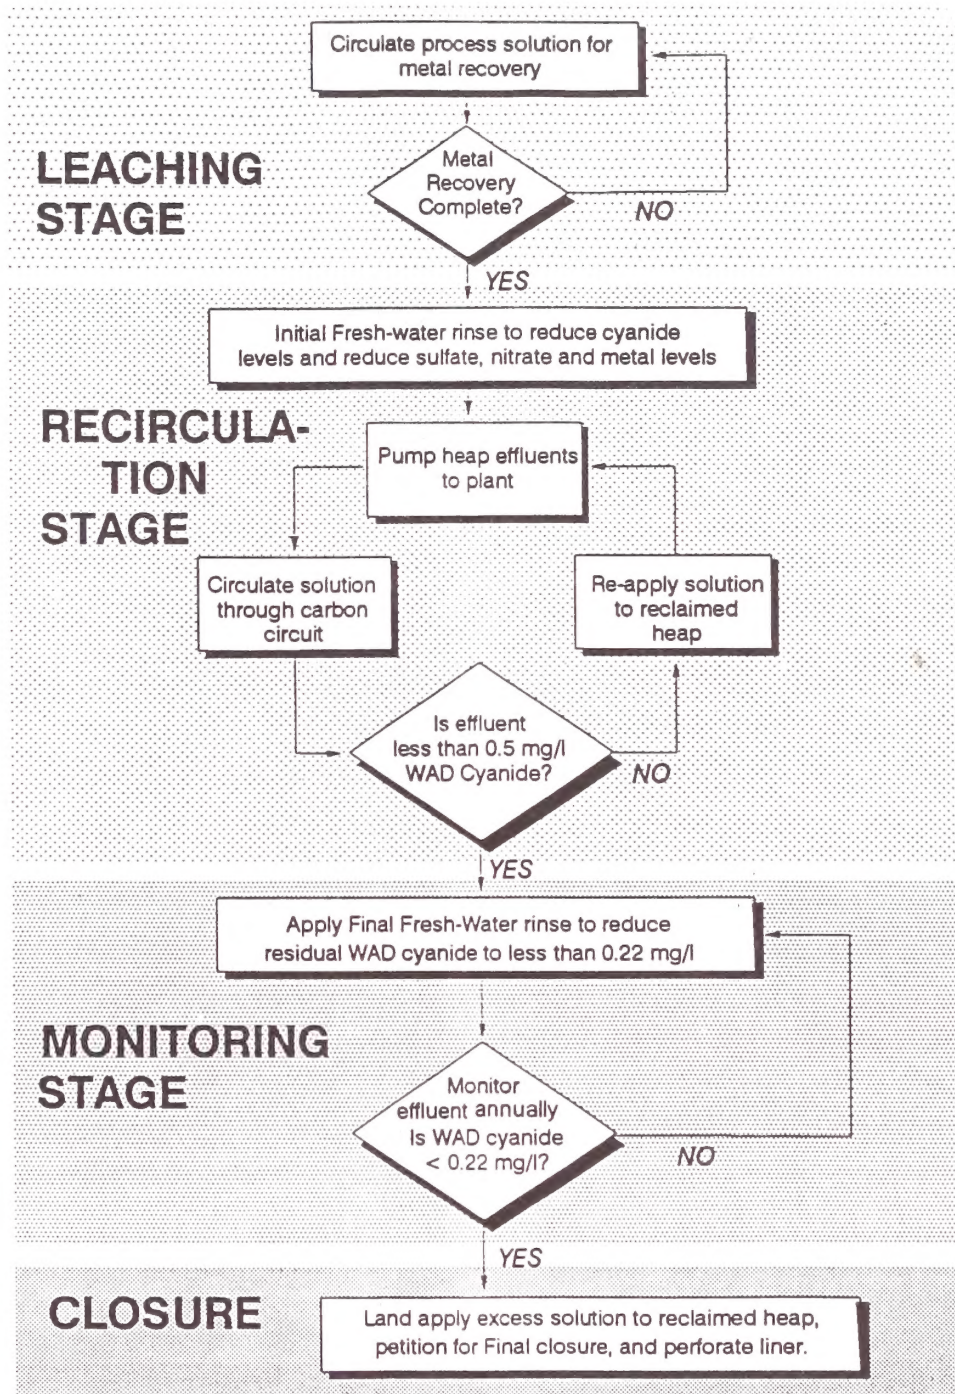 Circulate process solution for
metal recovery
LEACHING
STAGE
Metal
Recovery
Complete?
NO
YES
Initial Fresh-water rinse to reduce cyanide
levels and reduce sulfate, nitrate and metal levels
RECIRCULA-
TION
STAGE
Pump heap effluents
to plant
Circulate solution
through carbon
circuit
Re-apply solution
to reclaimed
heap
Is effluent
less than 0.5 mg/l
WAD Cyanide?
NO
YES
Apply Final Fresh-Water rinse to reduce
residual WAD cyanide to less than 0.22 mg/l
MONITORING
STAGE
Monitor
effluent annually
Is WAD cyanide
< 0.22 mg/l?
NO
YES
CLOSURE
Land apply excess solution to reclaimed heap,
petition for Final closure, and perforate liner.